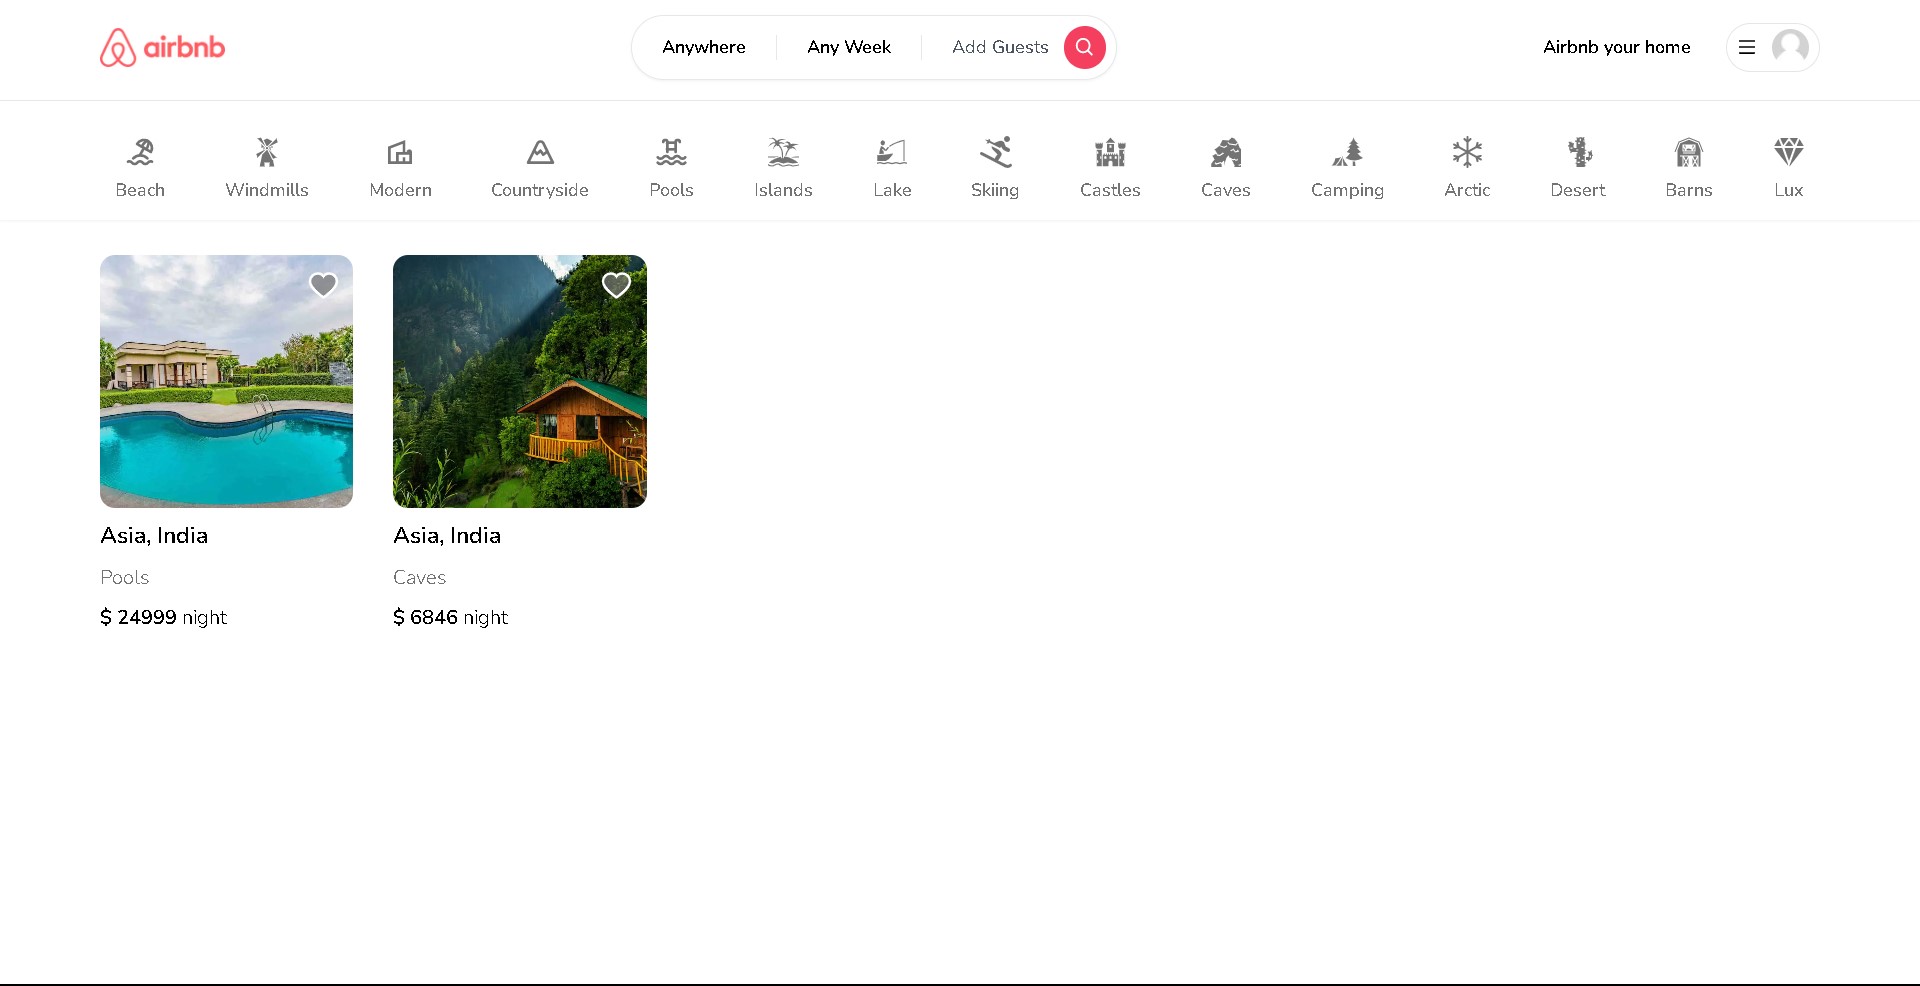 airbnb
Anywhere
Any Week
Add Guests
Airbnb your home
Beach
Windmills
Modern
Countryside
Pools
Islands
Lake
Skiing
Castles
Caves
Camping
Arctic
Desert
Barns
Lux
Asia, India
Pools
$ 24999 night
Asia, India
Caves
$ 6846 night